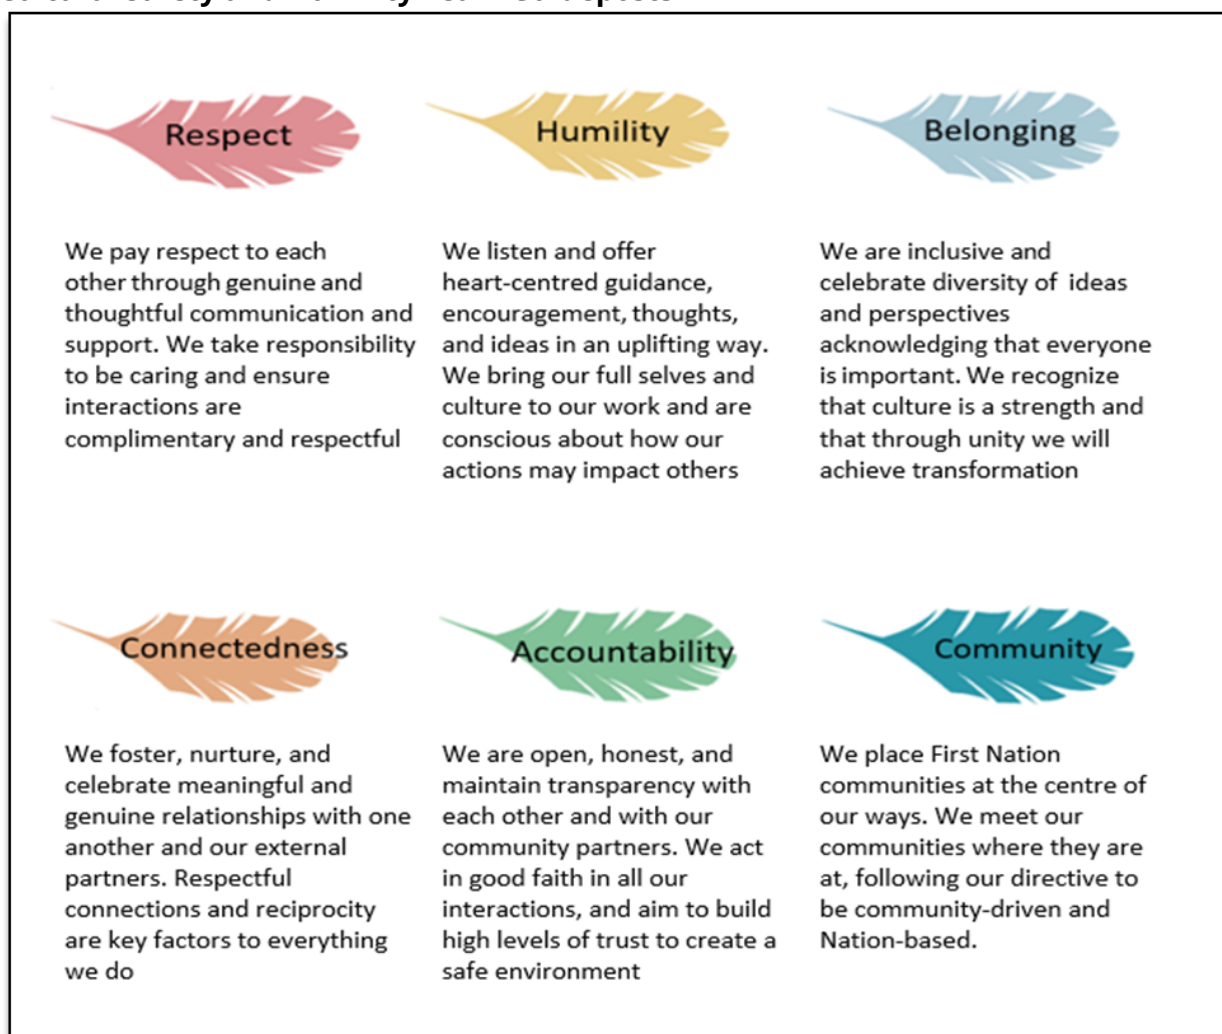 Respect
Humility
Belonging
We pay respect to each
other through genuine and
thoughtful communication and
support. We take responsibility
to be caring and ensure
interactions are
complimentary and respectful
We listen and offer
heart-centred guidance,
encouragement, thoughts,
and ideas in an uplifting way.
We bring our full selves and
culture to our work and are
conscious about how our
actions may impact others
We are inclusive and
celebrate diversity of ideas
and perspectives
acknowledging that everyone
is important. We recognize
that culture is a strength and
that through unity we will
achieve transformation
Connectedness
Accountability
Community
We foster, nurture, and
celebrate meaningful and
genuine relationships with one
another and our external
partners. Respectful
connections and reciprocity
are key factors to everything
we do
We are open, honest, and
maintain transparency with
each other and with our
community partners. We act
in good faith in all our
interactions, and aim to build
high levels of trust to create a
safe environment
We place First Nation
communities at the centre of
our ways. We meet our
communities where they are
at, following our directive to
be community-driven and
Nation-based.